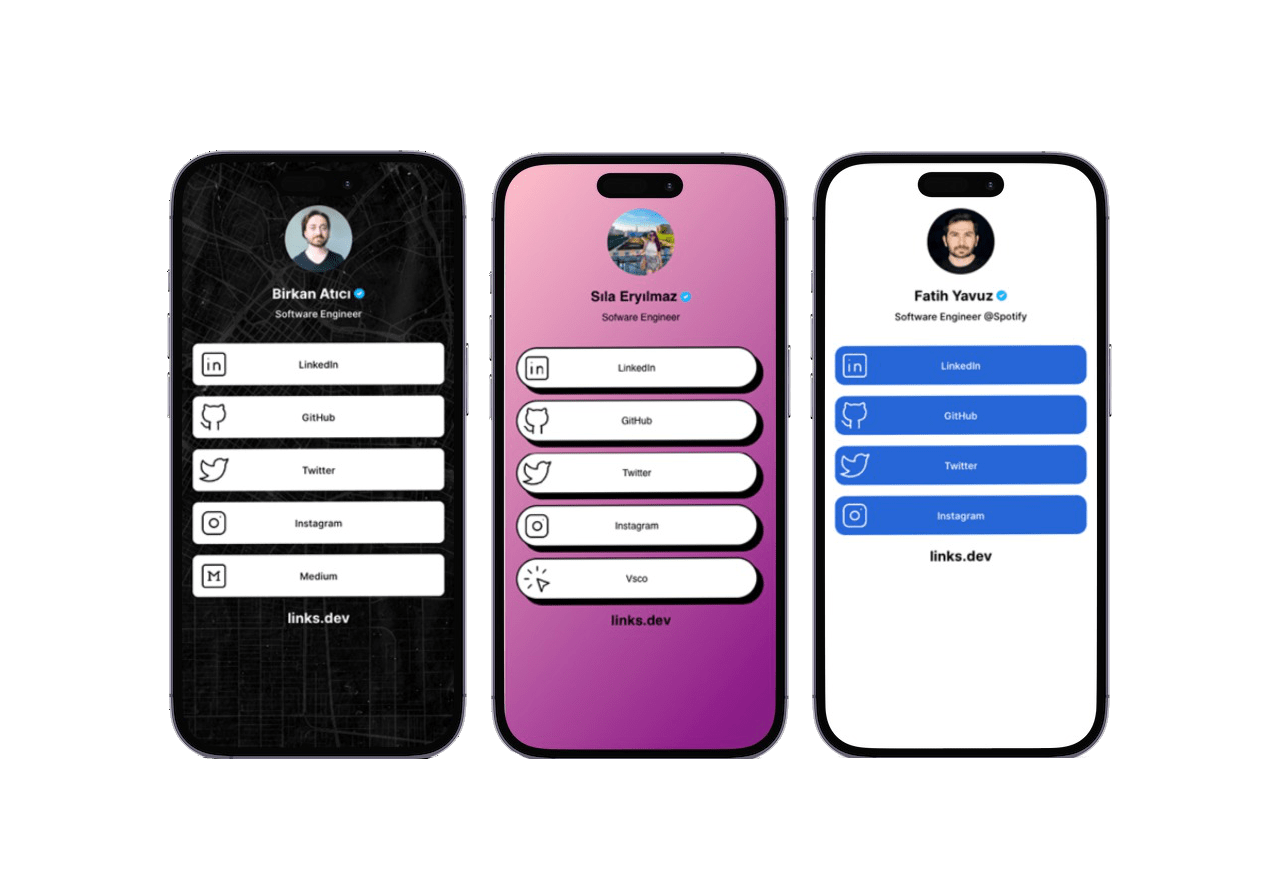 Birkan Atıcı
Software Engineer
LinkedIn
GitHub
Twitter
Instagram
Medium
links.dev
Sıla Eryılmaz
Sofware Engineer
LinkedIn
GitHub
Twitter
Instagram
Vsco
links.dev
Fatih Yavuz
Software Engineer @Spotify
LinkedIn
GitHub
Twitter
Instagram
links.dev